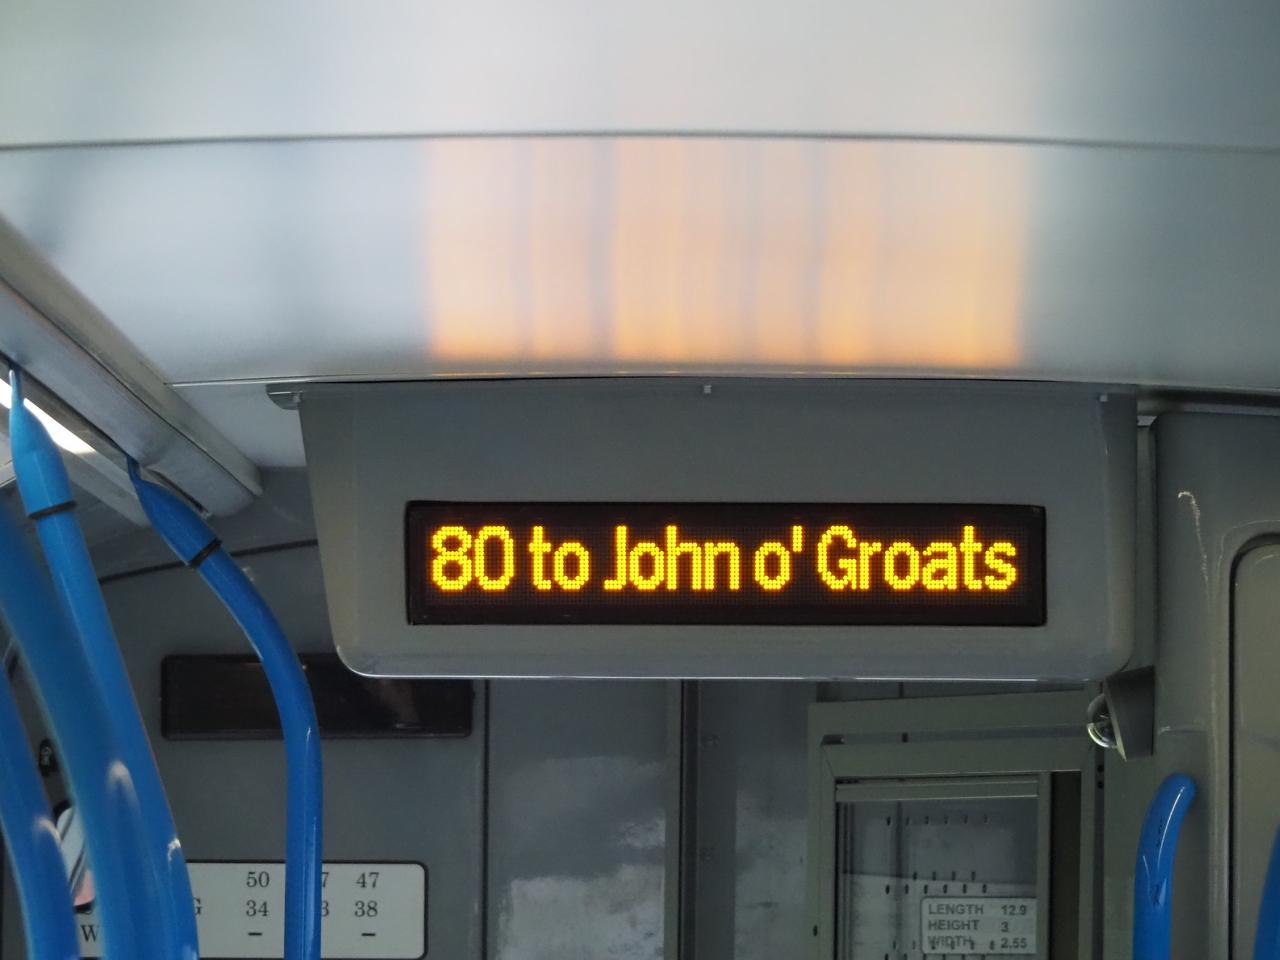 80 to John o' Groats
50 47
34 38
– –
LENGTH 12.9
HEIGHT 3
WIDTH 2.55